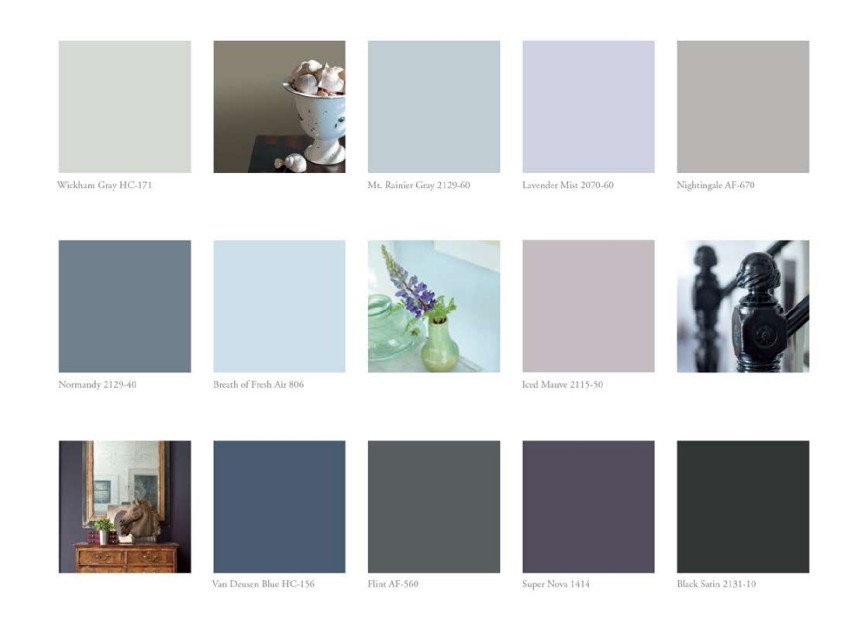 Wickham Gray HC-171
Mt. Rainier Gray 2129-60
Lavender Mist 2070-60
Nightingale AF-670
Normandy 2129-40
Breath of Fresh Air 806
Iced Mauve 2115-50
Van Deusen Blue HC-156
Flint AF-560
Super Nova 1414
Black Satin 2131-10